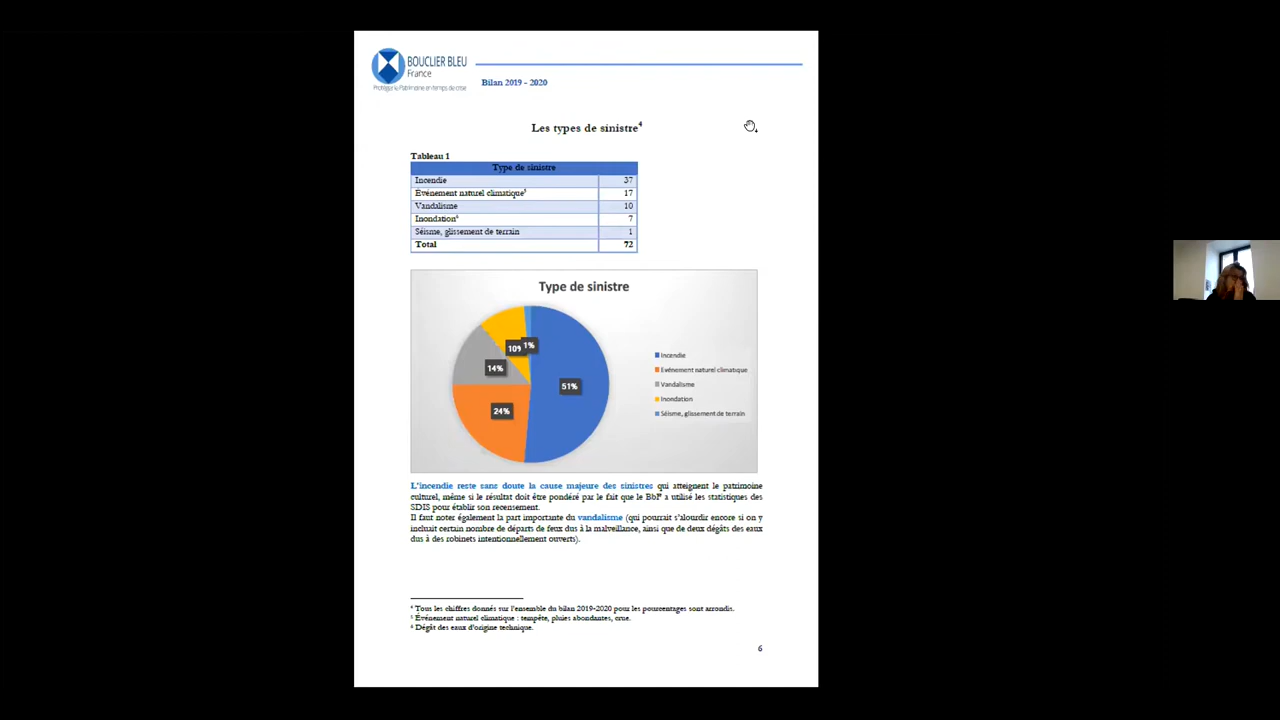 BOUCLIER BLEU
France
Protège le Patrimoine en temps de crise
Bilan 2019 - 2020
Les types de sinistre⁴
Tableau 1
Type de sinistre
Incendie 37
Événement naturel climatique⁵ 17
Vandalisme 10
Inondation⁶ 7
Séisme, glissement de terrain 1
Total 72
Type de sinistre
1%
10%
14%
51%
24%
Incendie
Evénement naturel climatique
Vandalisme
Inondation
Séisme, glissement de terrain
L'incendie reste sans doute la cause majeure des sinistres qui atteignent le patrimoine
culturel, même si le résultat doit être pondéré par le fait que le BbF a utilisé les statistiques des
SDIS pour établir son recensement.
Il faut noter également la part importante du vandalisme (qui pourrait s'alourdir encore si on y
incluait certain nombre de départs de feux dus à la malveillance, ainsi que de deux dégâts des eaux
dus à des robinets intentionnellement ouverts).
⁴ Tous les chiffres donnés sur l'ensemble du bilan 2019-2020 pour les pourcentages sont arrondis.
⁵ Événement naturel climatique : tempête, pluies abondantes, crue.
⁶ Dégât des eaux d'origine technique.
6